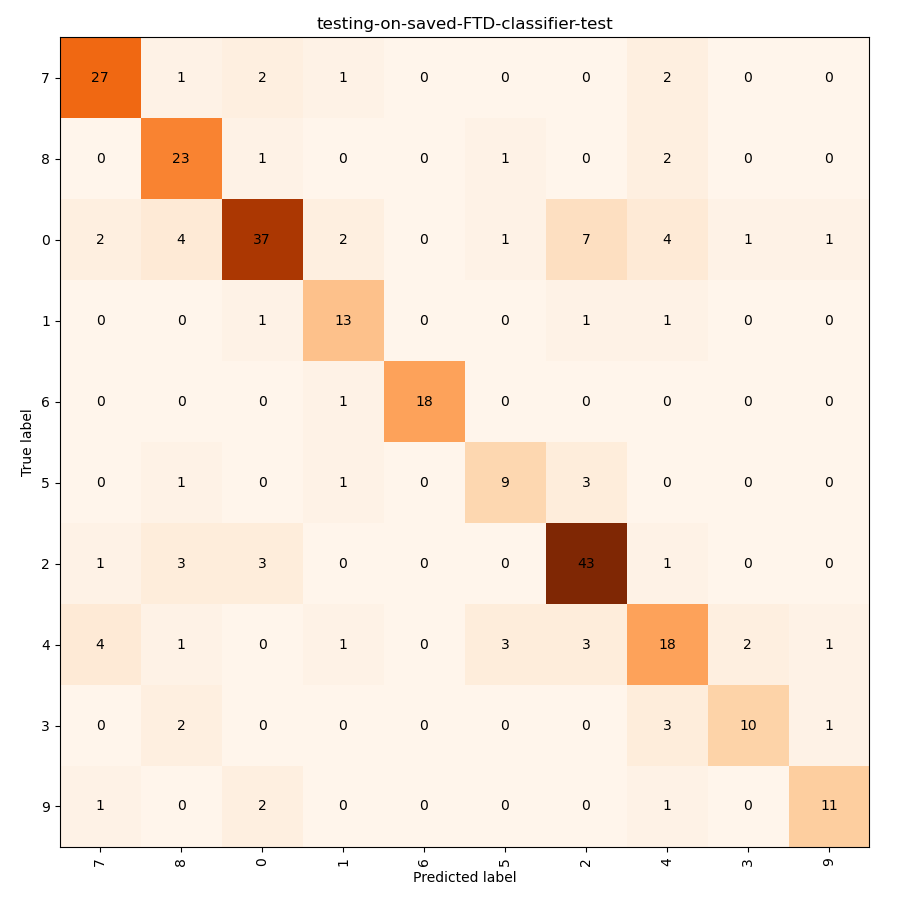 testing-on-saved-FTD-classifier-test
True label
7 27 1 2 1 0 0 0 2 0 0
8 0 23 1 0 0 1 0 2 0 0
0 2 4 37 2 0 1 7 4 1 1
1 0 0 1 13 0 0 1 1 0 0
6 0 0 0 1 18 0 0 0 0 0
5 0 1 0 1 0 9 3 0 0 0
2 1 3 3 0 0 0 43 1 0 0
4 4 1 0 1 0 3 3 18 2 1
3 0 2 0 0 0 0 0 3 10 1
9 1 0 2 0 0 0 0 1 0 11
7 8 0 1 6 5 2 4 3 9
Predicted label